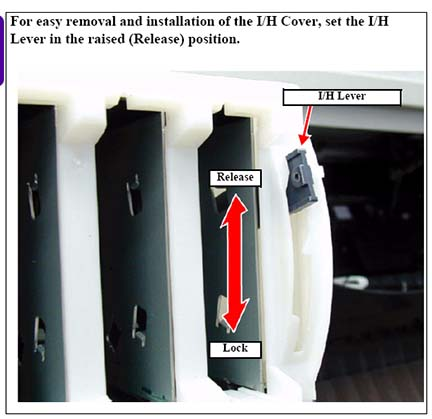 For easy removal and installation of the I/H Cover, set the I/H
Lever in the raised (Release) position.
I/H Lever
Release
Lock